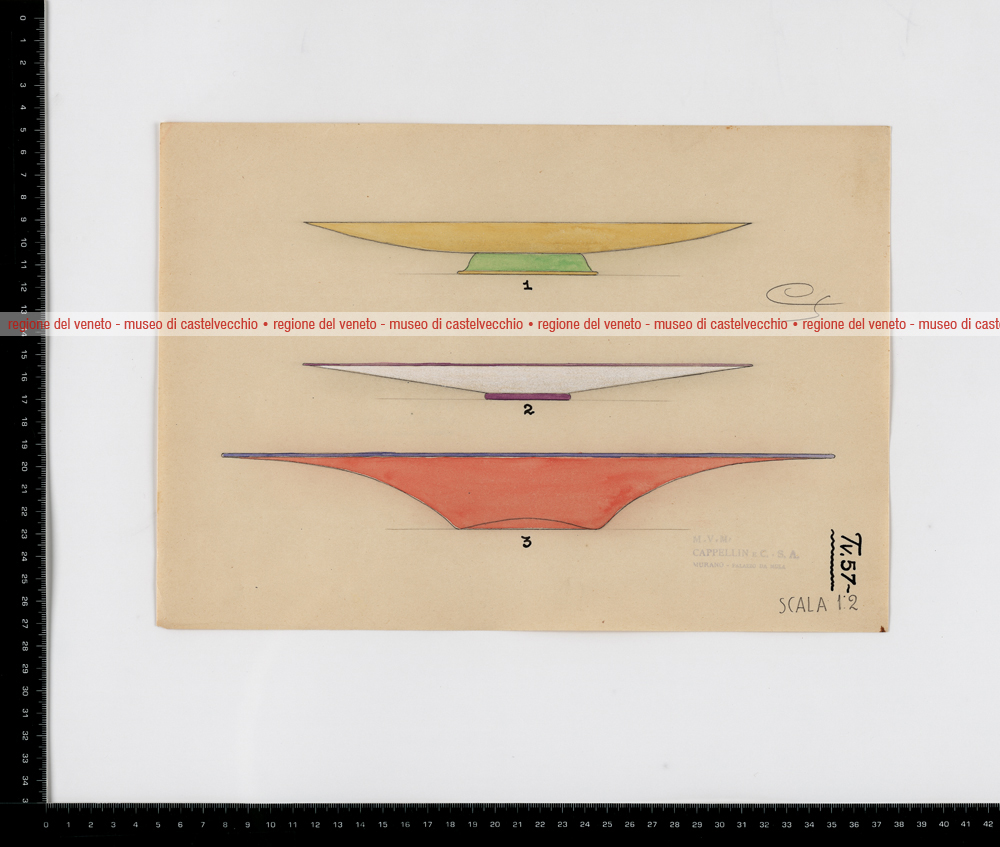 1
regione del veneto - museo di castelvecchio • regione del veneto - museo di castelvecchio • regione del veneto - museo di castelvecchio • regione del veneto - museo di cast
2
3
M.V.M.
CAPPELLIN & C. - S. A.
MURANO
Tv. 57-
SCALA 1:2
0 1 2 3 4 5 6 7 8 9 10 11 12 13 15 16 17 18 19 20 21 22 23 24 25 26 27 28 29 30 31 32 33 34 3
0 1 2 3 4 5 6 7 8 9 10 11 12 13 14 15 16 17 18 19 20 21 22 23 24 25 26 27 28 29 30 31 32 33 34 35 36 37 38 39 40 41 42